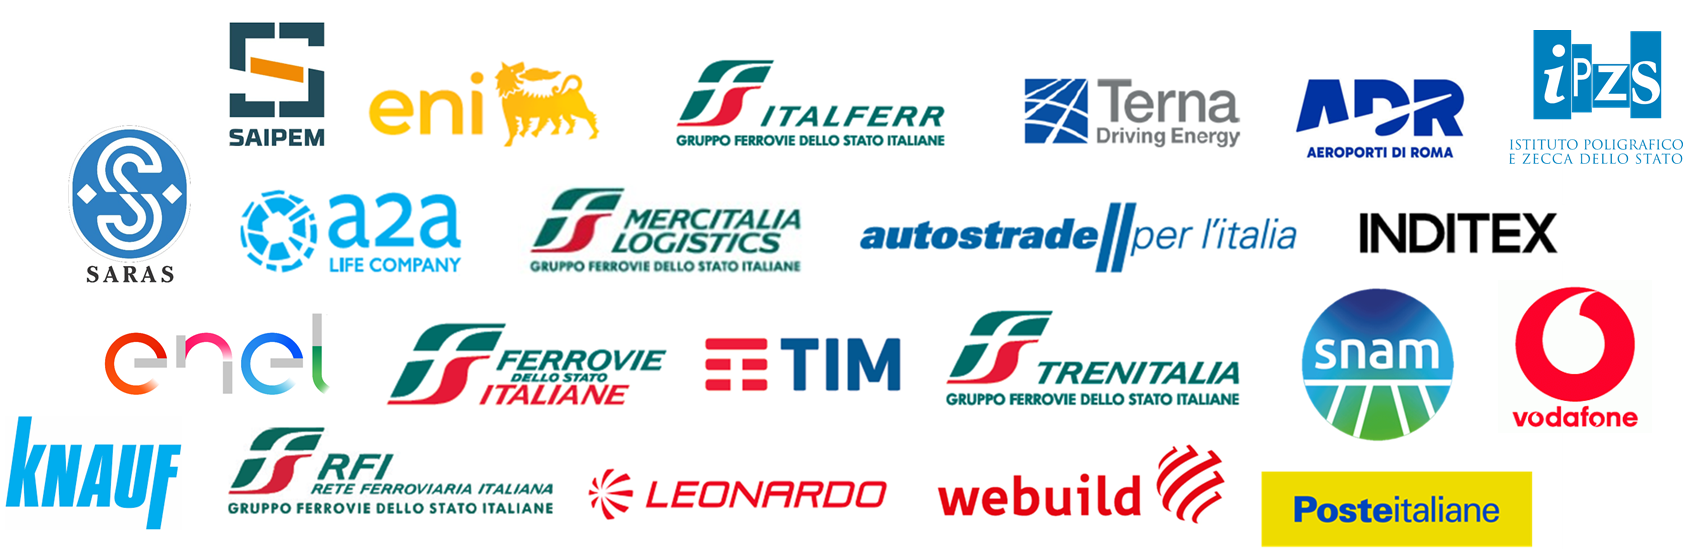 SAIPEM
eni
ITALFERR
GRUPPO FERROVIE DELLO STATO ITALIANE
Terna
Driving Energy
ADR
AEROPORTI DI ROMA
iPZS
ISTITUTO POLIGRAFICO
E ZECCA DELLO STATO
S
SARAS
a2a
LIFE COMPANY
MERCITALIA
LOGISTICS
GRUPPO FERROVIE DELLO STATO ITALIANE
autostrade//per l'italia
INDITEX
enel
FERROVIE
DELLO STATO
ITALIANE
TIM
TRENITALIA
GRUPPO FERROVIE DELLO STATO ITALIANE
snam
vodafone
KNAUF
RFI
RETE FERROVIARIA ITALIANA
GRUPPO FERROVIE DELLO STATO ITALIANE
LEONARDO
webuild
Posteitaliane